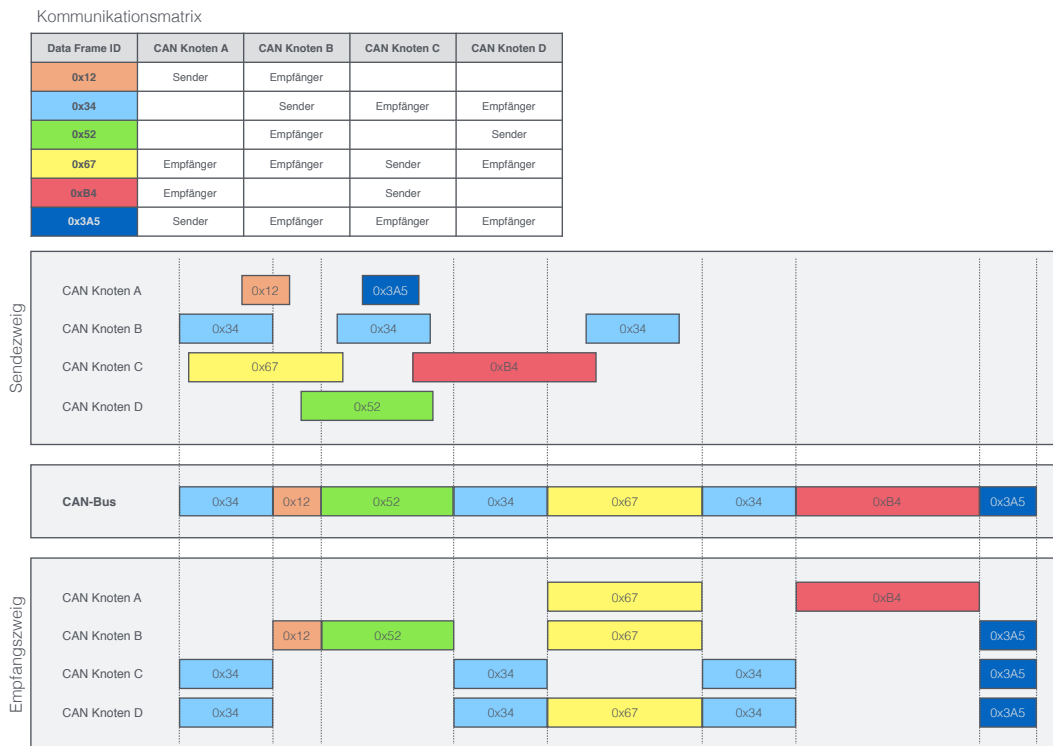 Kommunikationsmatrix
Data Frame ID CAN Knoten A CAN Knoten B CAN Knoten C CAN Knoten D
0x12 Sender Empfänger
0x34 Sender Empfänger Empfänger
0x52 Empfänger Sender
0x67 Empfänger Empfänger Sender Empfänger
0xB4 Empfänger Sender
0x3A5 Sender Empfänger Empfänger Empfänger
Sendezweig
CAN Knoten A 0x12 0x3A5
CAN Knoten B 0x34 0x34 0x34
CAN Knoten C 0x67 0xB4
CAN Knoten D 0x52
CAN-Bus 0x34 0x12 0x52 0x34 0x67 0x34 0xB4 0x3A5
Empfangszweig
CAN Knoten A 0x67 0xB4
CAN Knoten B 0x12 0x52 0x67 0x3A5
CAN Knoten C 0x34 0x34 0x34 0x3A5
CAN Knoten D 0x34 0x34 0x67 0x34 0x3A5